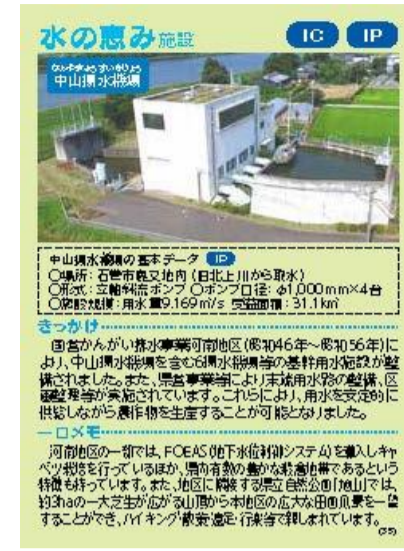 水の恵み施設 IC IP
なかやまようすいきじょう
中山揚水機場
中山揚水機場の基本データ IP
〇場所：石巻市鹿又地内（旧北上川から取水）
〇形式：立軸斜流ポンプ 〇ポンプ口径：φ1,000mm×4台
〇施設規模：用水量9.169m³/s 受益面積：31.1km²
きっかけ
国営かんがい排水事業河南地区（昭和46年～昭和56年）に
より、中山揚水機場を含む6揚水機場等の基幹用水施設が整
備されました。また、県営事業等により末端用水路の整備、区
画整理等が実施されています。これらにより、用水を安定的に
供給しながら農作物を生産することが可能となりました。
一口メモ
河南地区の一部では、FOEAS（地下水位制御システム）を導入しキャ
ベツ栽培を行っているほか、県内有数の豊かな穀倉地帯であるという
特徴も持っています。また、地区に隣接する県立自然公園「旭山」では、
約3haの一大芝生が広がる山頂から本地区の広大な田園風景を一望
することができ、ハイキング・散策・遠足・行楽等で親しまれています。